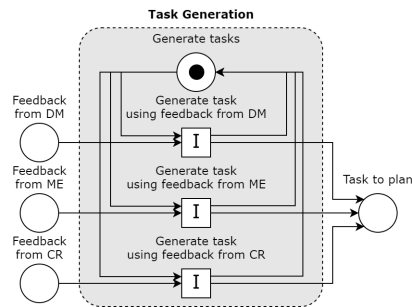 Task Generation
Generate tasks
Feedback
from DM
Generate task
using feedback from DM
I
Feedback
from ME
Generate task
using feedback from ME
I
Task to plan
Feedback
from CR
Generate task
using feedback from CR
I